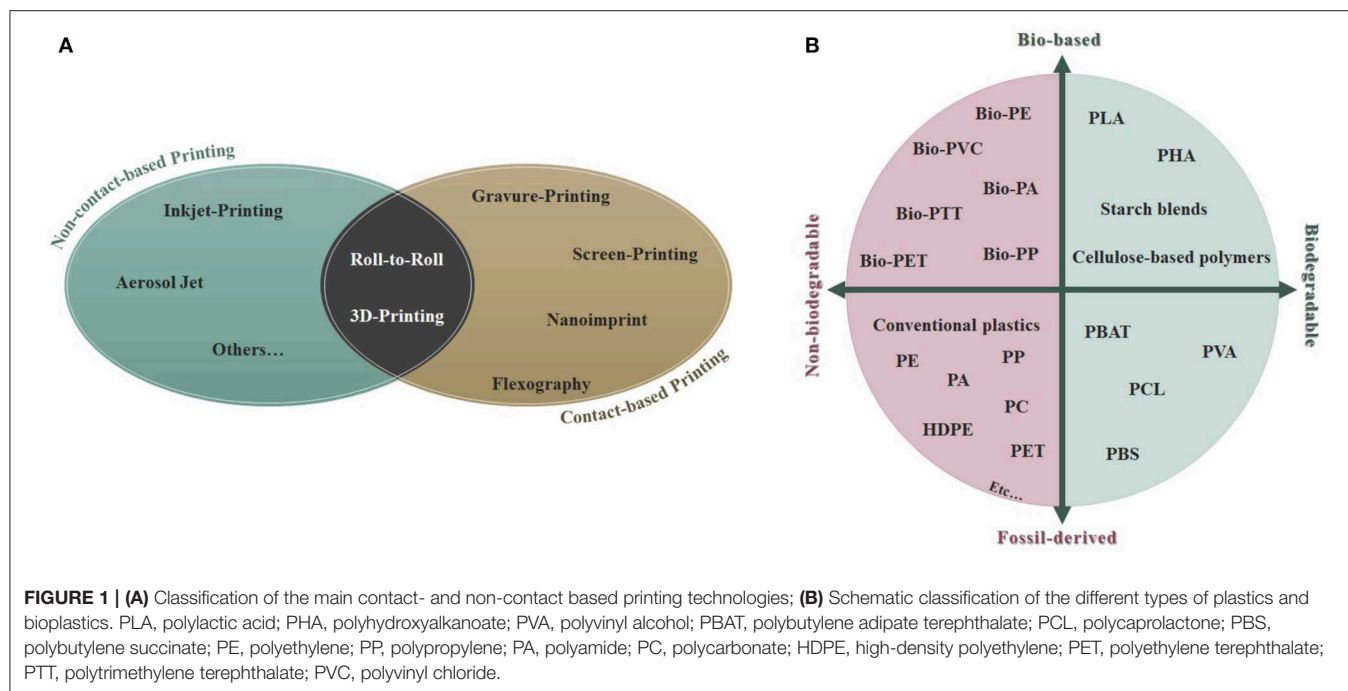 A
Non-contact-based Printing
Inkjet-Printing
Aerosol Jet
Others...
Roll-to-Roll
3D-Printing
Gravure-Printing
Screen-Printing
Nanoimprint
Flexography
Contact-based Printing
B
Bio-based
Non-biodegradable
Biodegradable
Fossil-derived
Bio-PE
Bio-PVC
Bio-PA
Bio-PTT
Bio-PET
Bio-PP
PLA
PHA
Starch blends
Cellulose-based polymers
Conventional plastics
PE
PP
PA
PC
HDPE
PET
Etc...
PBAT
PVA
PCL
PBS
FIGURE 1 | (A) Classification of the main contact- and non-contact based printing technologies; (B) Schematic classification of the different types of plastics and
bioplastics. PLA, polylactic acid; PHA, polyhydroxyalkanoate; PVA, polyvinyl alcohol; PBAT, polybutylene adipate terephthalate; PCL, polycaprolactone; PBS,
polybutylene succinate; PE, polyethylene; PP, polypropylene; PA, polyamide; PC, polycarbonate; HDPE, high-density polyethylene; PET, polyethylene terephthalate;
PTT, polytrimethylene terephthalate; PVC, polyvinyl chloride.